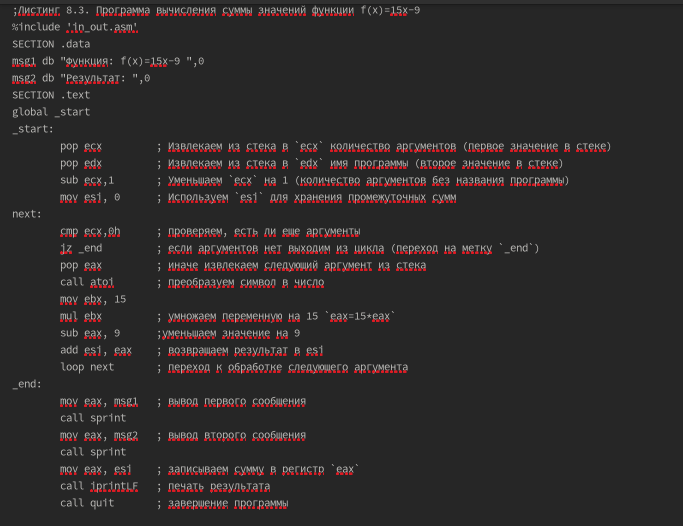 ;Листинг 8.3. Программа вычисления суммы значений функции f(x)=15x-9
%include 'in_out.asm'
SECTION .data
msg1 db "Функция: f(x)=15x-9 ",0
msg2 db "Результат: ",0
SECTION .text
global _start
_start:
pop ecx ; Извлекаем из стека в `ecx` количество аргументов (первое значение в стеке)
pop edx ; Извлекаем из стека в `edx` имя программы (второе значение в стеке)
sub ecx,1 ; Уменьшаем `ecx` на 1 (количество аргументов без названия программы)
mov esi, 0 ; Используем `esi` для хранения промежуточных сумм
next:
cmp ecx,0h ; проверяем, есть ли еще аргументы
jz _end ; если аргументов нет выходим из цикла (переход на метку `_end`)
pop eax ; иначе извлекаем следующий аргумент из стека
call atoi ; преобразуем символ в число
mov ebx, 15
mul ebx ; умножаем переменную на 15 `eax=15*eax`
sub eax, 9 ;уменьшаем значение на 9
add esi, eax ; возвращаем результат в esi
loop next ; переход к обработке следующего аргумента
_end:
mov eax, msg1 ; вывод первого сообщения
call sprint
mov eax, msg2 ; вывод второго сообщения
call sprint
mov eax, esi ; записываем сумму в регистр `eax`
call iprintLF ; печать результата
call quit ; завершение программы